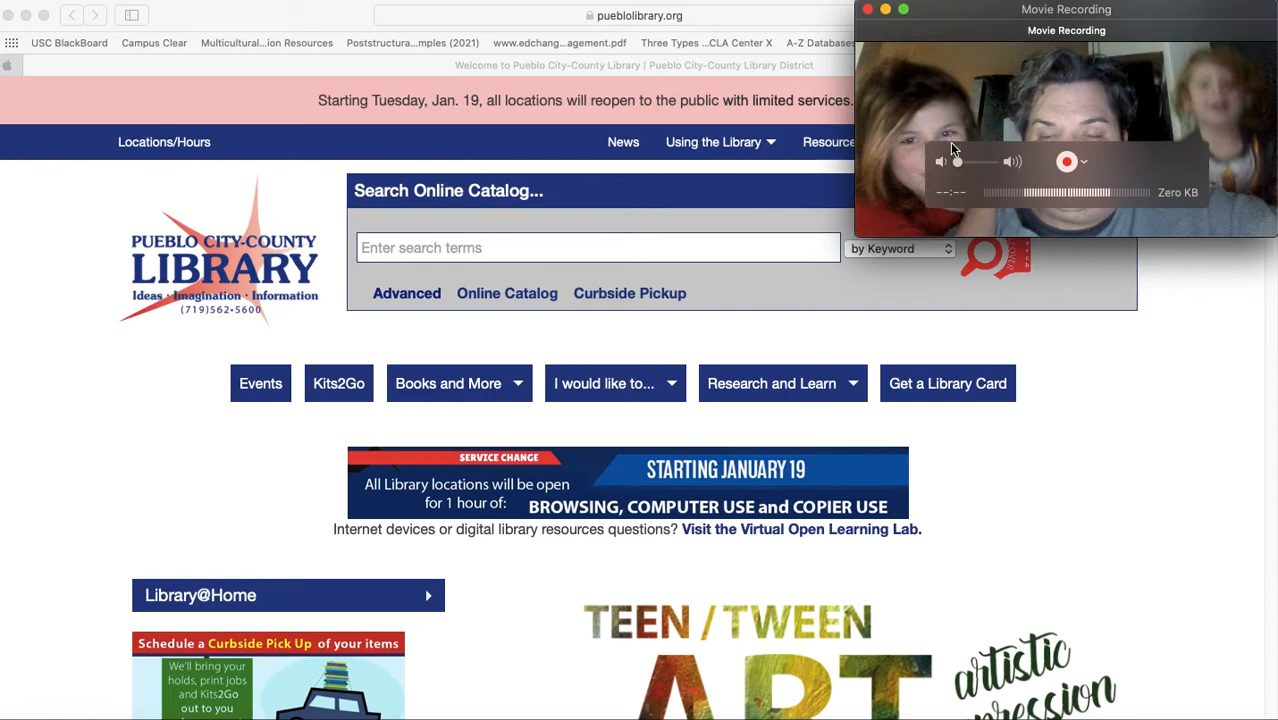 pueblolibrary.org
Movie Recording
Movie Recording
USC BlackBoard Campus Clear Multicultural...ion Resources Poststructura...mples (2021) www.edchang...agement.pdf Three Types ...CLA Center X A-Z Databases
Welcome to Pueblo City-County Library | Pueblo City-County Library District
Starting Tuesday, Jan. 19, all locations will reopen to the public with limited services.
Locations/Hours News Using the Library Resource
--:-- Zero KB
Search Online Catalog...
Enter search terms
by Keyword
Advanced Online Catalog Curbside Pickup
PUEBLO CITY-COUNTY
LIBRARY
Ideas · Imagination · Information
(719)562•5600
Events Kits2Go Books and More I would like to... Research and Learn Get a Library Card
SERVICE CHANGE
STARTING JANUARY 19
All Library locations will be open
for 1 hour of: BROWSING, COMPUTER USE and COPIER USE
Internet devices or digital library resources questions? Visit the Virtual Open Learning Lab.
Library@Home
Schedule a Curbside Pick Up of your items
We'll bring your
holds, print jobs
and Kits2Go
out to you
TEEN / TWEEN
ART
artistic
expression